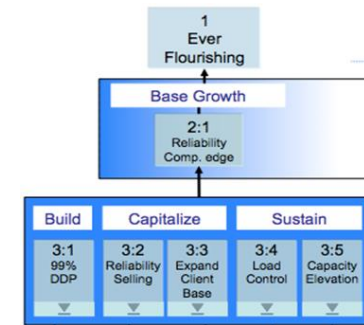 1
Ever
Flourishing
Base Growth
2:1
Reliability
Comp. edge
Build
Capitalize
Sustain
3:1
99%
DDP
3:2
Reliability
Selling
3:3
Expand
Client
Base
3:4
Load
Control
3:5
Capacity
Elevation